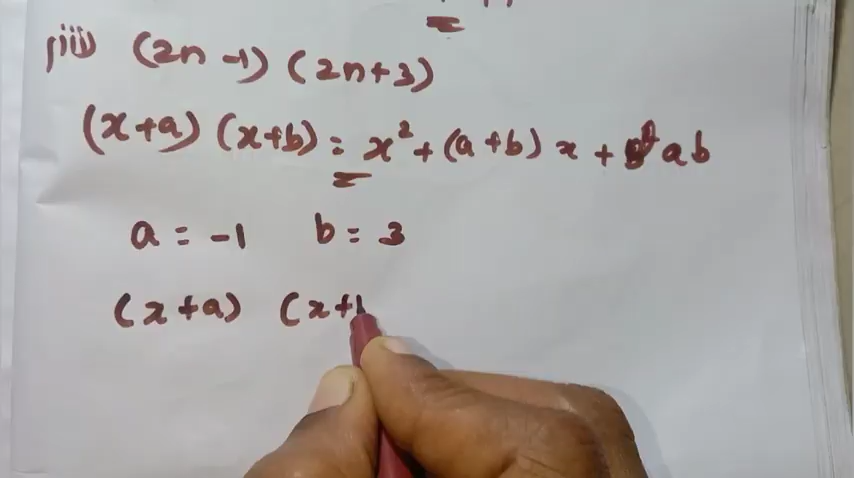 iii) (2n -1) (2n+3)
(x+a) (x+b) = x² + (a+b) x + ab
a = -1 b = 3
(x+a) (x+